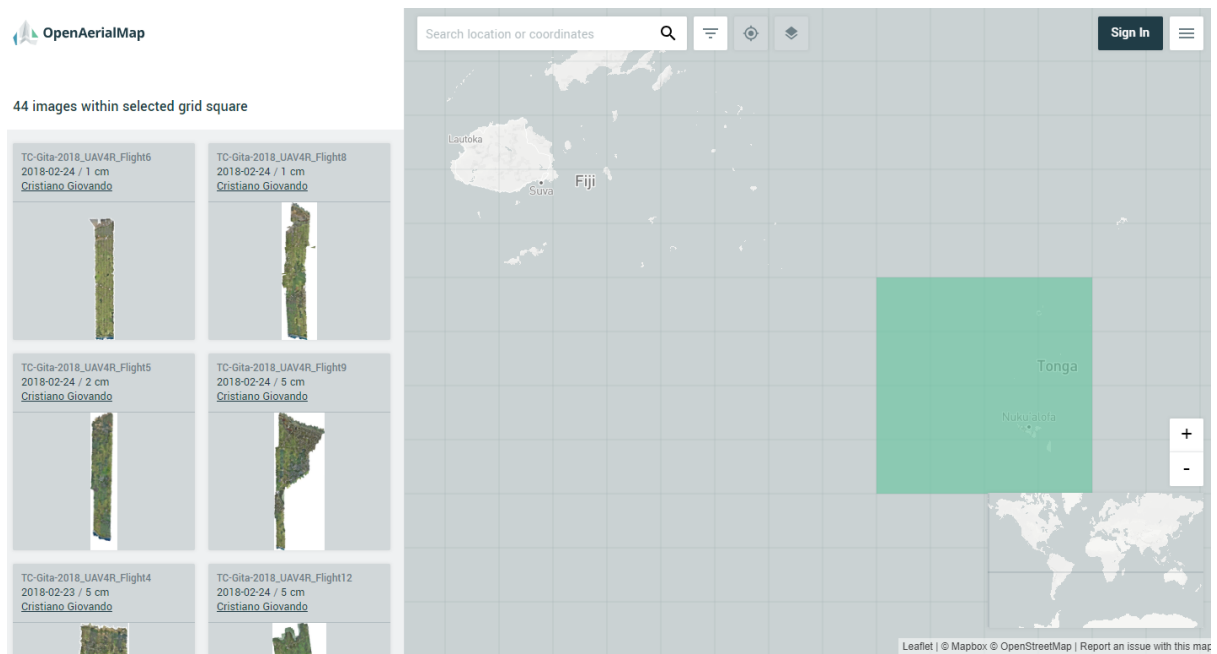 OpenAerialMap
Search location or coordinates
Sign In
44 images within selected grid square
TC-Gita-2018_UAV4R_Flight6
2018-02-24 / 1 cm
Cristiano Giovando
TC-Gita-2018_UAV4R_Flight8
2018-02-24 / 1 cm
Cristiano Giovando
TC-Gita-2018_UAV4R_Flight5
2018-02-24 / 2 cm
Cristiano Giovando
TC-Gita-2018_UAV4R_Flight9
2018-02-24 / 5 cm
Cristiano Giovando
TC-Gita-2018_UAV4R_Flight4
2018-02-23 / 5 cm
Cristiano Giovando
TC-Gita-2018_UAV4R_Flight12
2018-02-24 / 5 cm
Cristiano Giovando
Lautoka
Suva
Fiji
Tonga
Nuku'alofa
+
-
Leaflet | © Mapbox © OpenStreetMap | Report an issue with this map